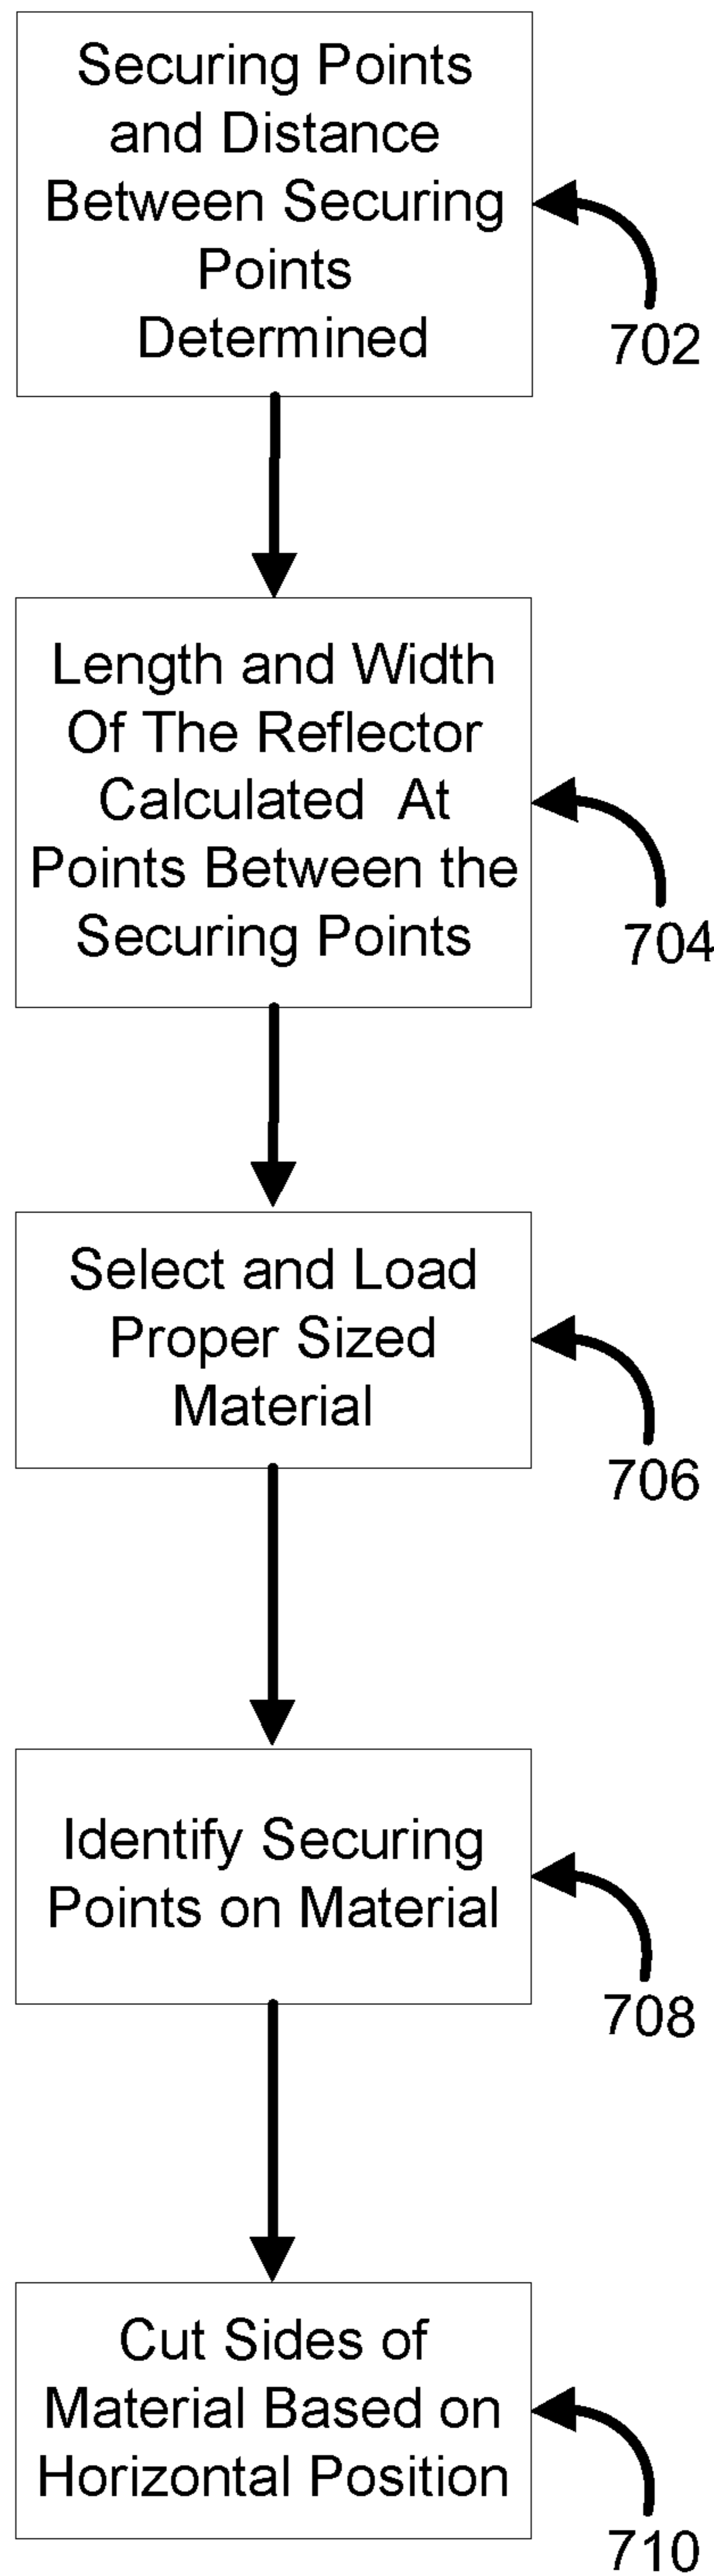 Securing Points
and Distance
Between Securing
Points
Determined
702
Length and Width
Of The Reflector
Calculated At
Points Between the
Securing Points
704
Select and Load
Proper Sized
Material
706
Identify Securing
Points on Material
708
Cut Sides of
Material Based on
Horizontal Position
710